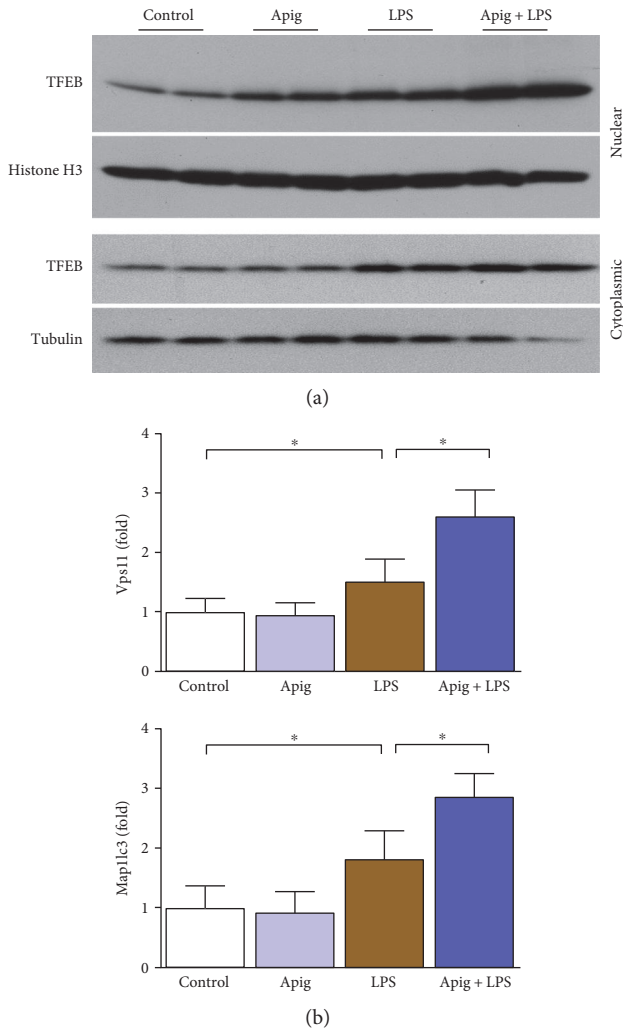 Control Apig LPS Apig + LPS
TFEB
Histone H3
Nuclear
TFEB
Tubulin
Cytoplasmic
(a)
4
3
2
1
0
Vps11 (fold)
* *
Control Apig LPS Apig + LPS
4
3
2
1
0
Map1lc3 (fold)
* *
Control Apig LPS Apig + LPS
(b)